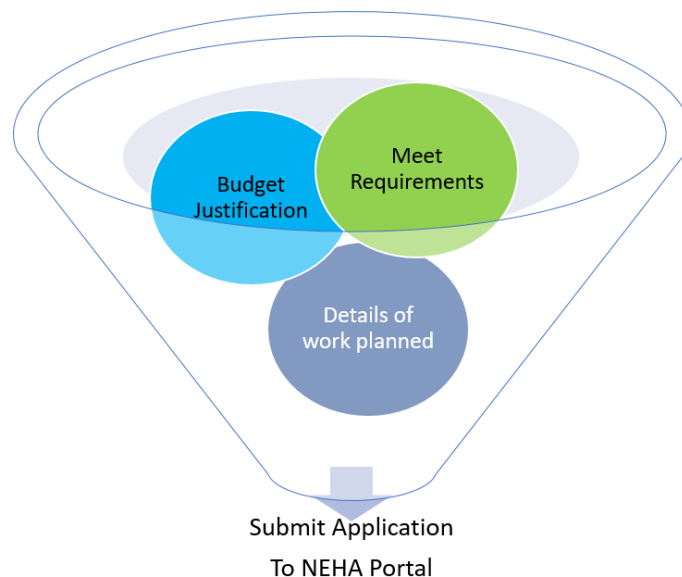 Budget
Justification
Meet
Requirements
Details of
work planned
Submit Application
To NEHA Portal